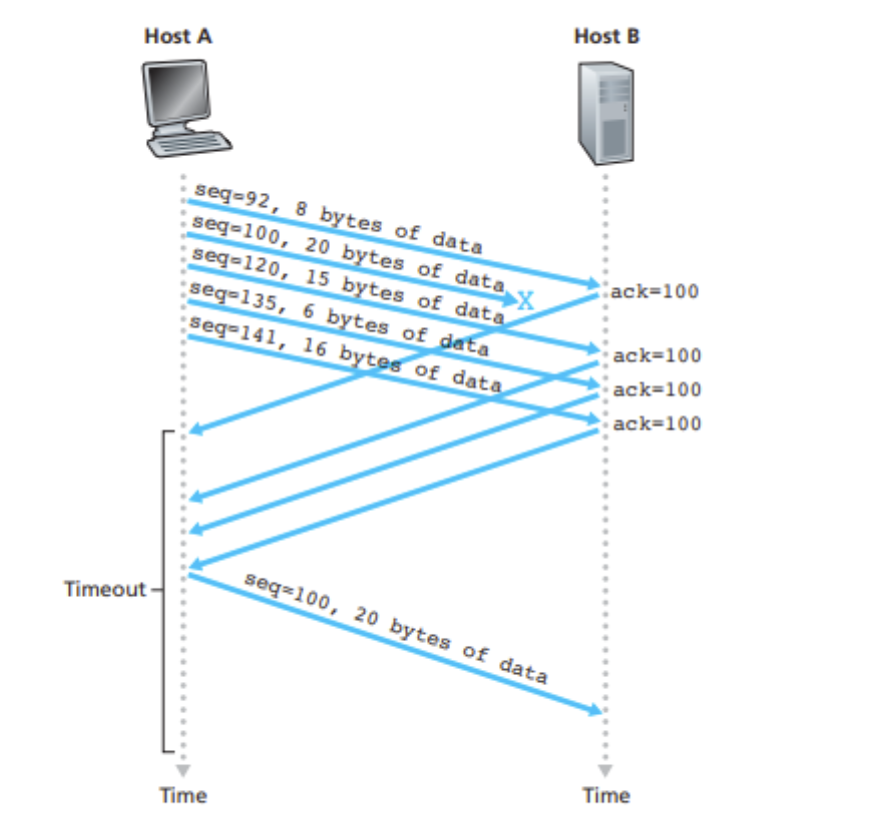 Host A
Host B
seq=92, 8 bytes of data
seq=100, 20 bytes of data
X
seq=120, 15 bytes of data
seq=135, 6 bytes of data
seq=141, 16 bytes of data
ack=100
ack=100
ack=100
ack=100
Timeout
seq=100, 20 bytes of data
Time
Time